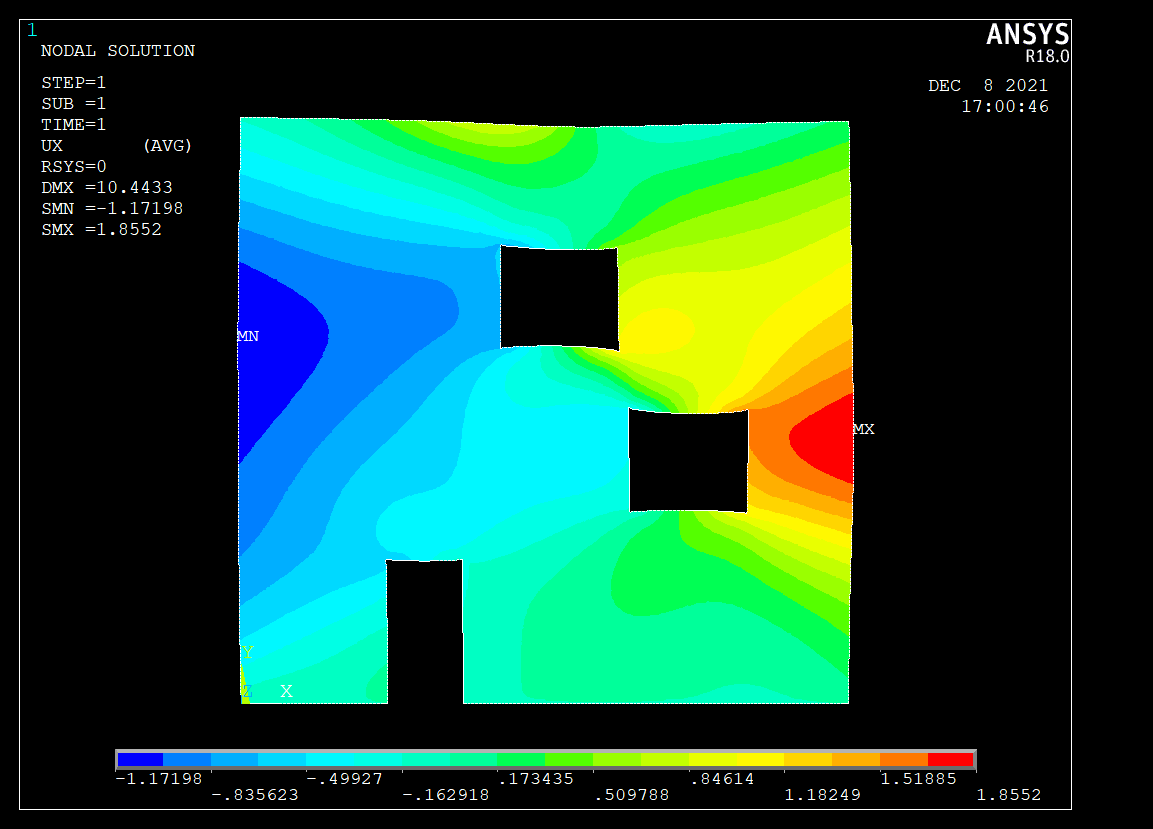 1
NODAL SOLUTION
STEP=1
SUB =1
TIME=1
UX (AVG)
RSYS=0
DMX =10.4433
SMN =-1.17198
SMX =1.8552
ANSYS
R18.0
DEC 8 2021
17:00:46
MN
MX
Y
Z X
-1.17198 -.49927 .173435 .84614 1.51885
-.835623 -.162918 .509788 1.18249 1.8552